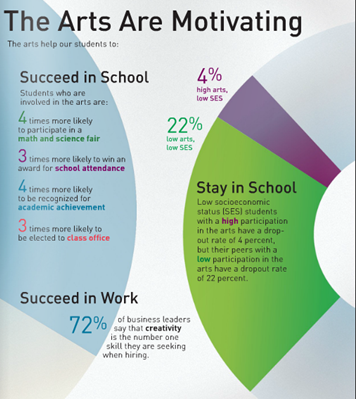 The Arts Are Motivating
The arts help our students to:
Succeed in School
Students who are
involved in the arts are:
4 times more likely
to participate in a
math and science fair
3 times more likely to win an
award for school attendance
4 times more likely
to be recognized for
academic achievement
3 times more likely to
be elected to class office
Succeed in Work
72% of business leaders
say that creativity
is the number one
skill they are seeking
when hiring.
4%
high arts,
low SES
22%
low arts,
low SES
Stay in School
Low socioeconomic
status (SES) students
with a high participation
in the arts have a drop-
out rate of 4 percent,
but their peers with a
low participation in the
arts have a dropout rate
of 22 percent.